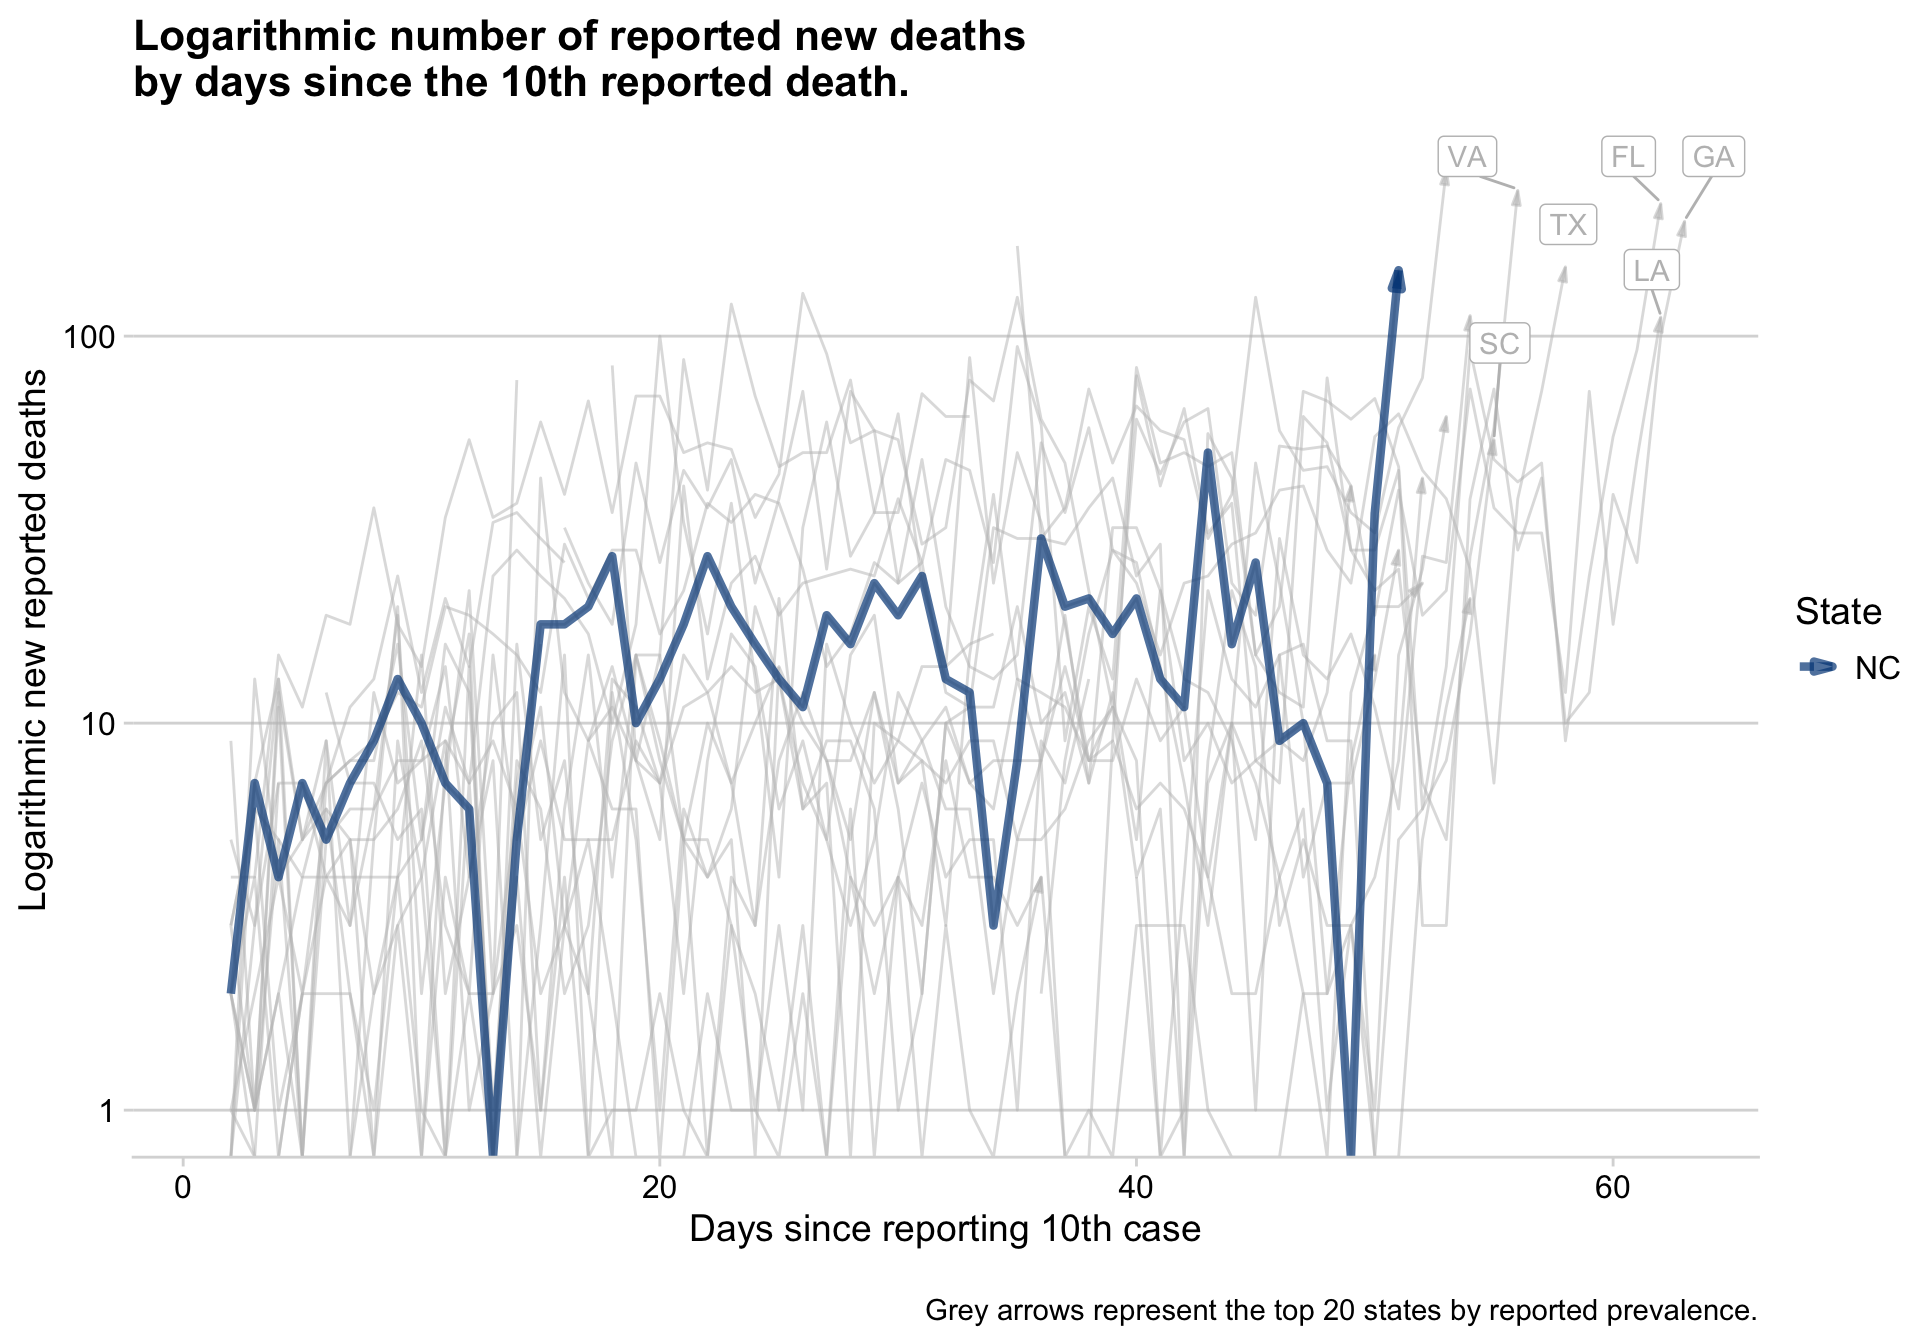 Logarithmic number of reported new deaths
by days since the 10th reported death.
VA
FL
GA
TX
LA
SC
100
10
1
Logarithmic new reported deaths
0
20
40
60
Days since reporting 10th case
State
NC
Grey arrows represent the top 20 states by reported prevalence.